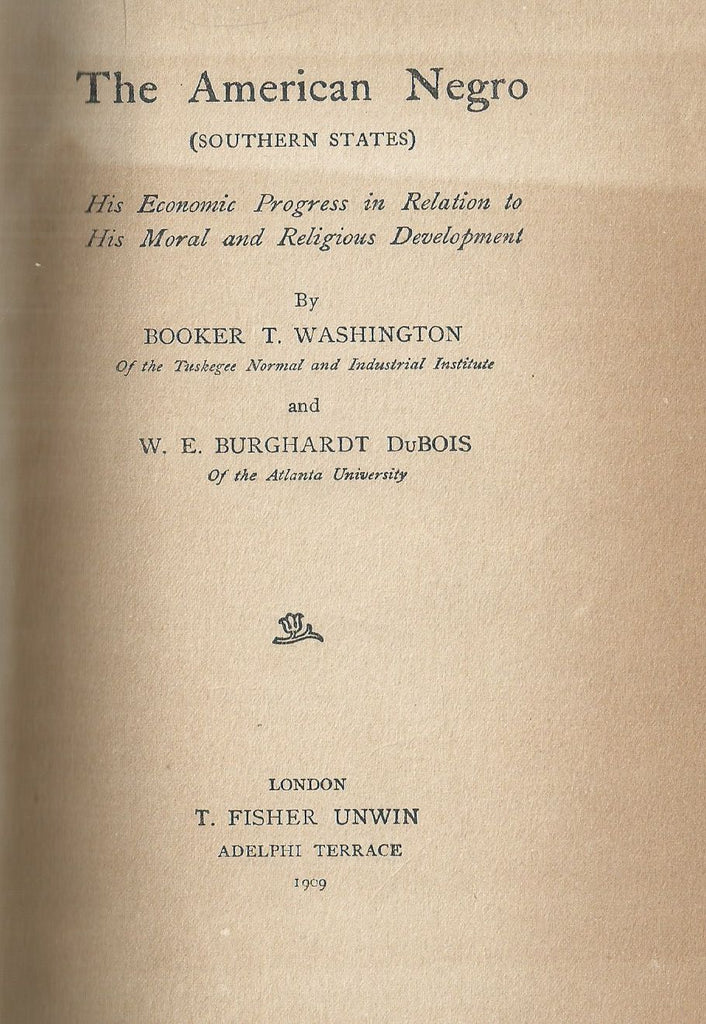 The American Negro
(SOUTHERN STATES)
His Economic Progress in Relation to
His Moral and Religious Development
By
BOOKER T. WASHINGTON
Of the Tuskegee Normal and Industrial Institute
and
W. E. BURGHARDT DuBOIS
Of the Atlanta University
LONDON
T. FISHER UNWIN
ADELPHI TERRACE
1909